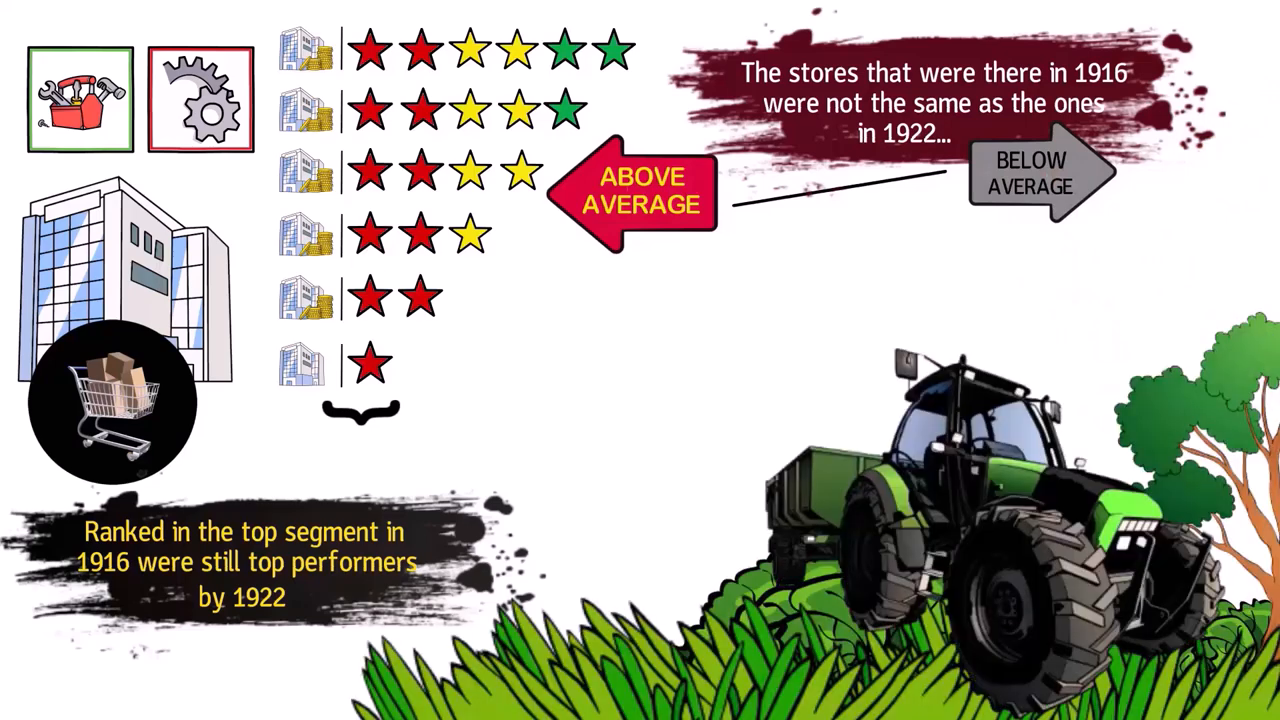 The stores that were there in 1916
were not the same as the ones
in 1922...
ABOVE
AVERAGE
BELOW
AVERAGE
Ranked in the top segment in
1916 were still top performers
by 1922